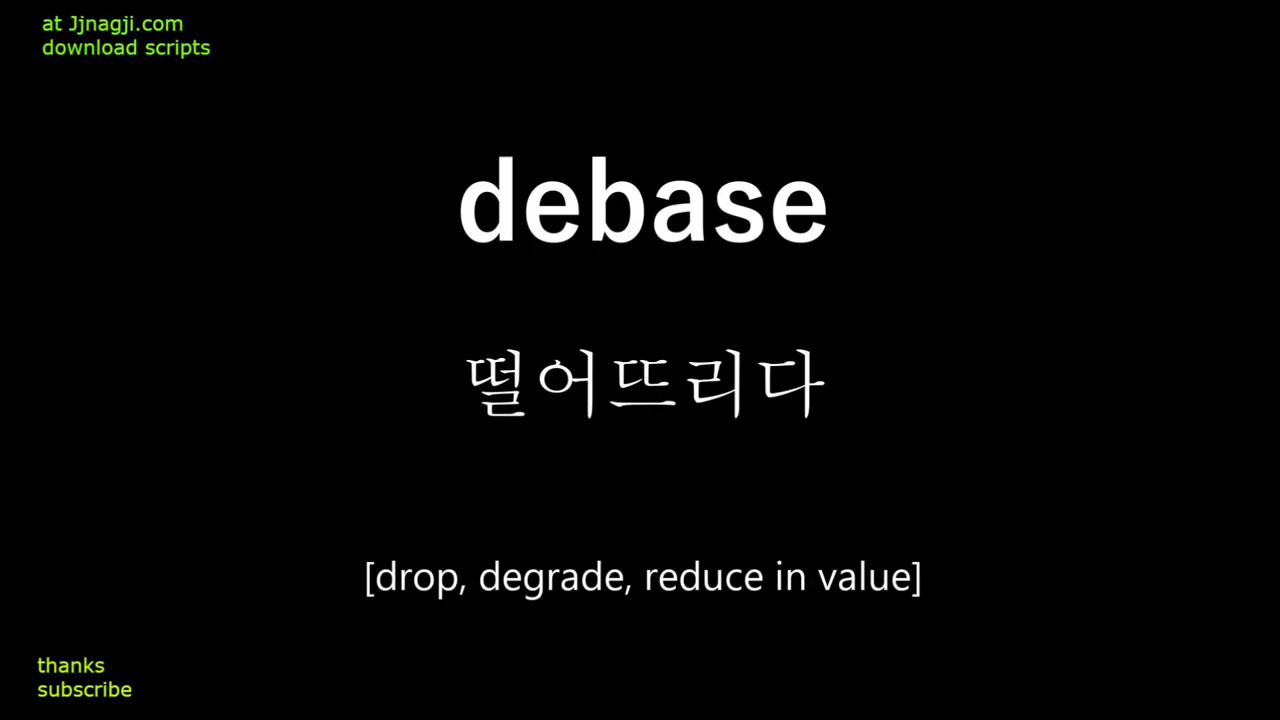 at Jjnagji.com
download scripts
debase
떨어뜨리다
[drop, degrade, reduce in value]
thanks
subscribe